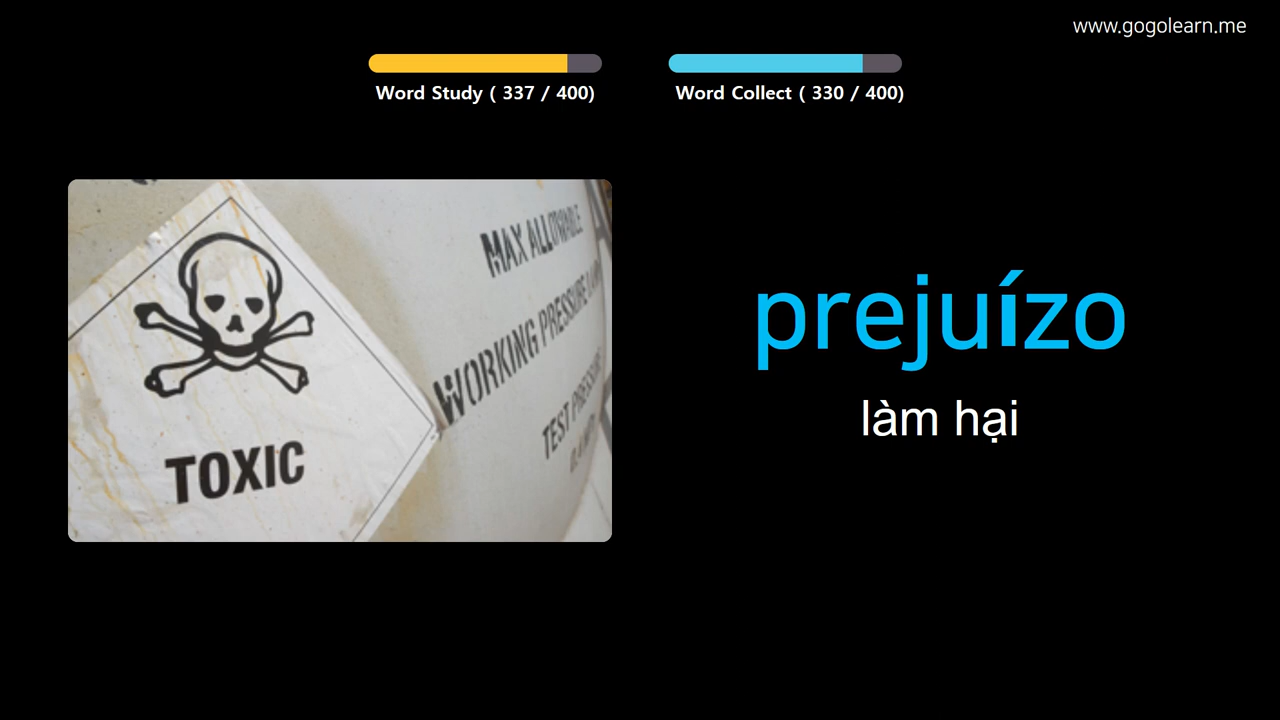 www.gogolearn.me
Word Study ( 337 / 400)
Word Collect ( 330 / 400)
MAX ALLOWABLE
WORKING PRESSURE
TEST PRESSURE
TOXIC
prejuízo
làm hại